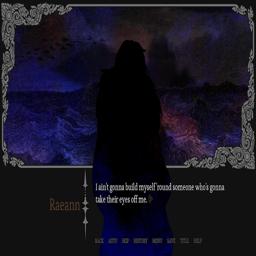 I ain't gonna build myself 'round someone who's gonna
take their eyes off me.
Raeann
BACK AUTO SKIP HISTORY MENU SAVE TITLE HELP